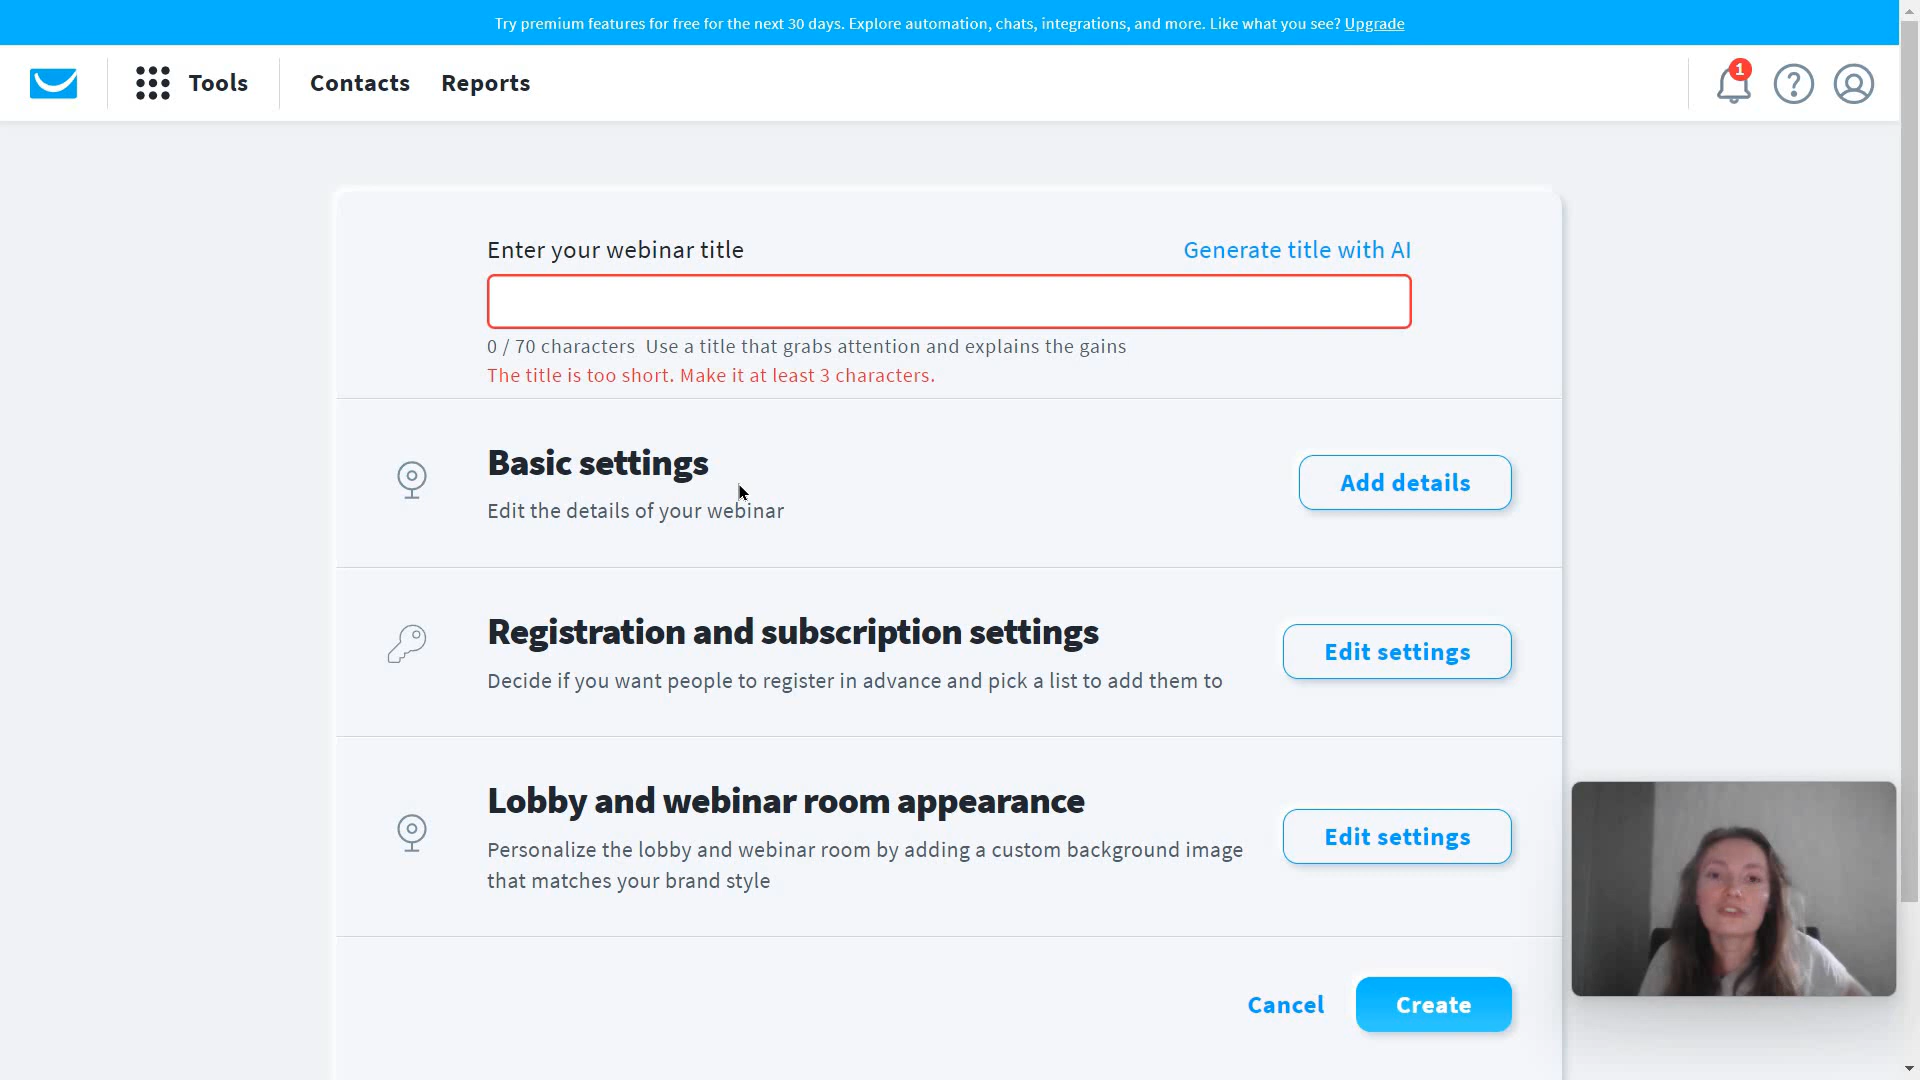 Try premium features for free for the next 30 days. Explore automation, chats, integrations, and more. Like what you see? Upgrade
Tools
Contacts
Reports
1
?
Enter your webinar title
Generate title with AI
0 / 70 characters Use a title that grabs attention and explains the gains
The title is too short. Make it at least 3 characters.
Basic settings
Edit the details of your webinar
Add details
Registration and subscription settings
Decide if you want people to register in advance and pick a list to add them to
Edit settings
Lobby and webinar room appearance
Personalize the lobby and webinar room by adding a custom background image
that matches your brand style
Edit settings
Cancel
Create